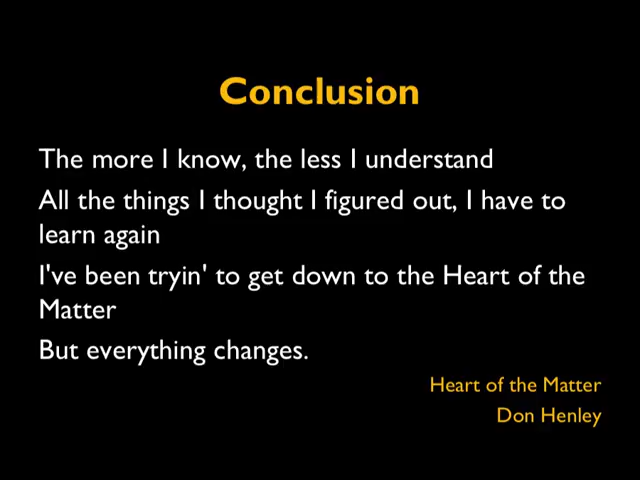 Conclusion
The more I know, the less I understand
All the things I thought I figured out, I have to
learn again
I've been tryin' to get down to the Heart of the
Matter
But everything changes.
Heart of the Matter
Don Henley